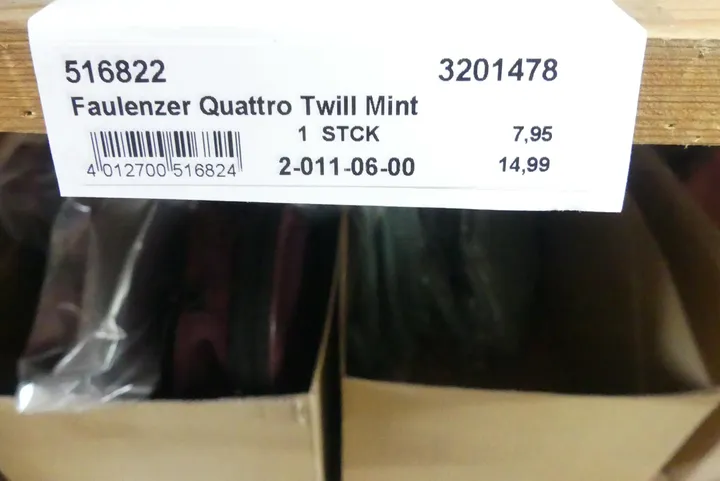 516822 3201478
Faulenzer Quattro Twill Mint
1 STCK 7,95
4 012700 516824 2-011-06-00 14,99